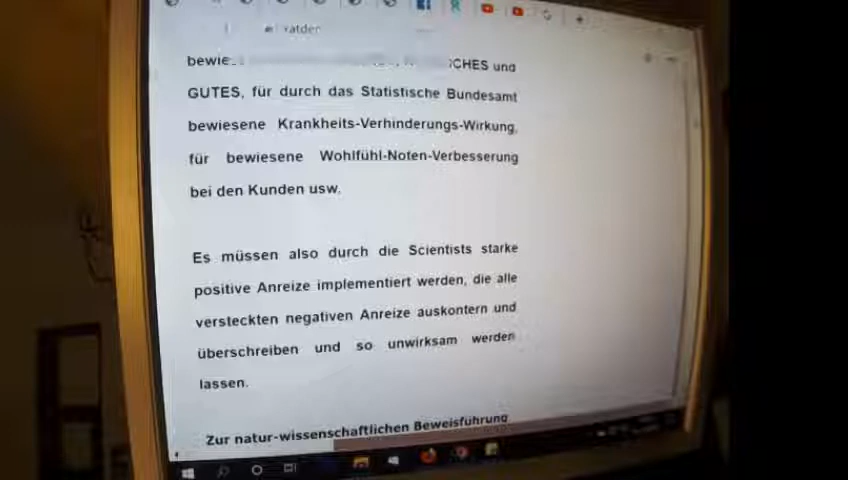 CHES und
GUTES, für durch das Statistische Bundesamt
bewiesene Krankheits-Verhinderungs-Wirkung,
für bewiesene Wohlfühl-Noten-Verbesserung
bei den Kunden usw.
Es müssen also durch die Scientists starke
positive Anreize implementiert werden, die alle
versteckten negativen Anreize auskontern und
überschreiben und so unwirksam werden
lassen.
Zur natur-wissenschaftlichen Beweisführung